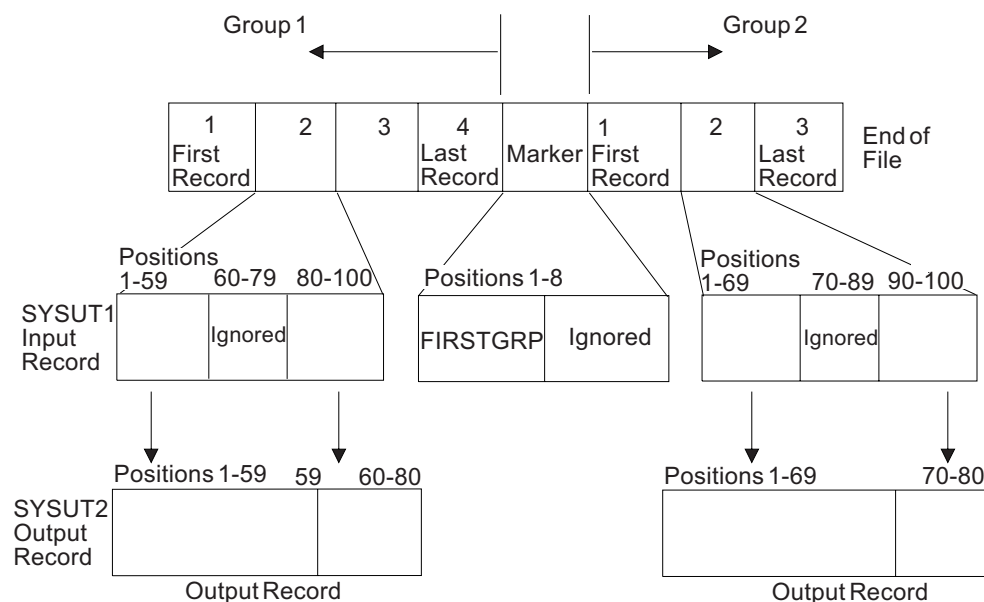 Group 1
Group 2
1 2 3 4 1 2 3
First Record
Last Record
Marker
First Record
Last Record
End of File
Positions 1-59
60-79
80-100
Positions 1-8
Positions 1-69
70-89
90-100
SYSUT1 Input Record
Ignored
FIRSTGRP
Ignored
Ignored
Positions 1-59
59
60-80
Positions 1-69
70-80
SYSUT2 Output Record
Output Record
Output Record